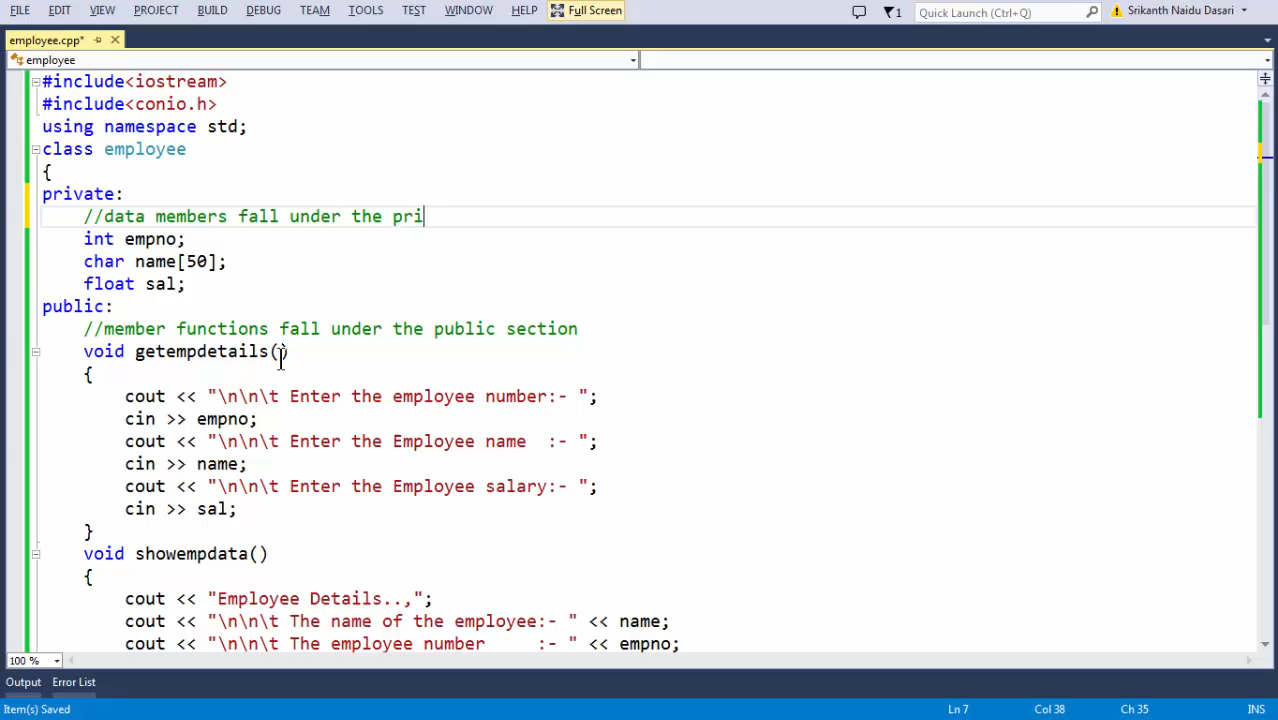 FILE EDIT VIEW PROJECT BUILD DEBUG TEAM TOOLS TEST WINDOW HELP Full Screen 1 Quick Launch (Ctrl+Q) Srikanth Naidu Dasari
employee.cpp*
employee
#include<iostream>
#include<conio.h>
using namespace std;
class employee
{
private:
//data members fall under the pri
int empno;
char name[50];
float sal;
public:
//member functions fall under the public section
void getempdetails()
{
cout << "\n\n\t Enter the employee number:- ";
cin >> empno;
cout << "\n\n\t Enter the Employee name  :- ";
cin >> name;
cout << "\n\n\t Enter the Employee salary:- ";
cin >> sal;
}
void showempdata()
{
cout << "Employee Details..,";
cout << "\n\n\t The name of the employee:- " << name;
cout << "\n\n\t The employee number     :- " << empno;
100 %
Output Error List
Item(s) Saved Ln 7 Col 38 Ch 35 INS